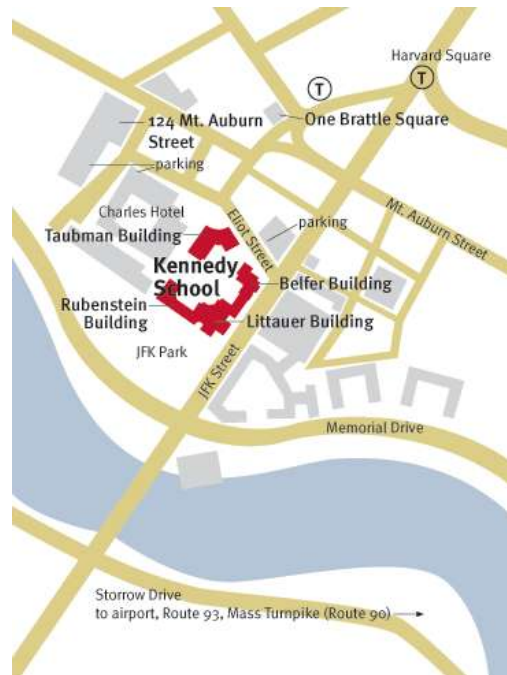 Harvard Square
T
T
124 Mt. Auburn
Street
One Brattle Square
parking
Charles Hotel
Eliot Street
parking
Mt. Auburn Street
Taubman Building
Kennedy
School
Belfer Building
Rubenstein
Building
Littauer Building
JFK Park
JFK Street
Memorial Drive
Storrow Drive
to airport, Route 93, Mass Turnpike (Route 90)